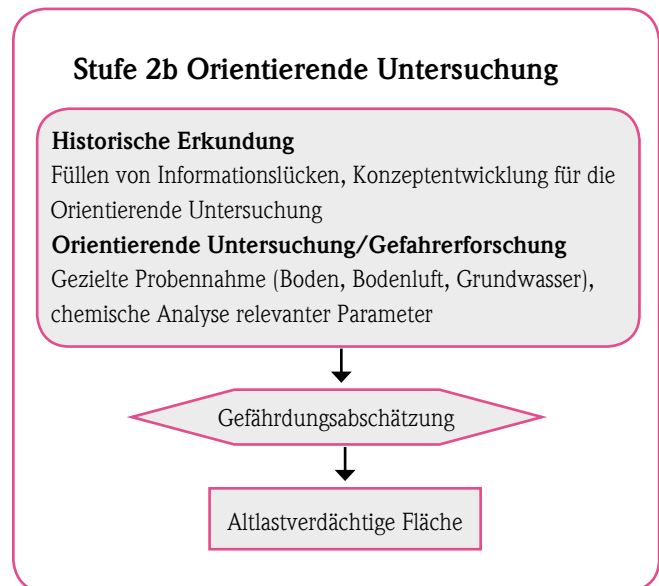 Stufe 2b Orientierende Untersuchung
Historische Erkundung
Füllen von Informationslücken, Konzeptentwicklung für die
Orientierende Untersuchung
Orientierende Untersuchung/Gefahrerforschung
Gezielte Probennahme (Boden, Bodenluft, Grundwasser),
chemische Analyse relevanter Parameter
Gefährdungsabschätzung
Altlastverdächtige Fläche